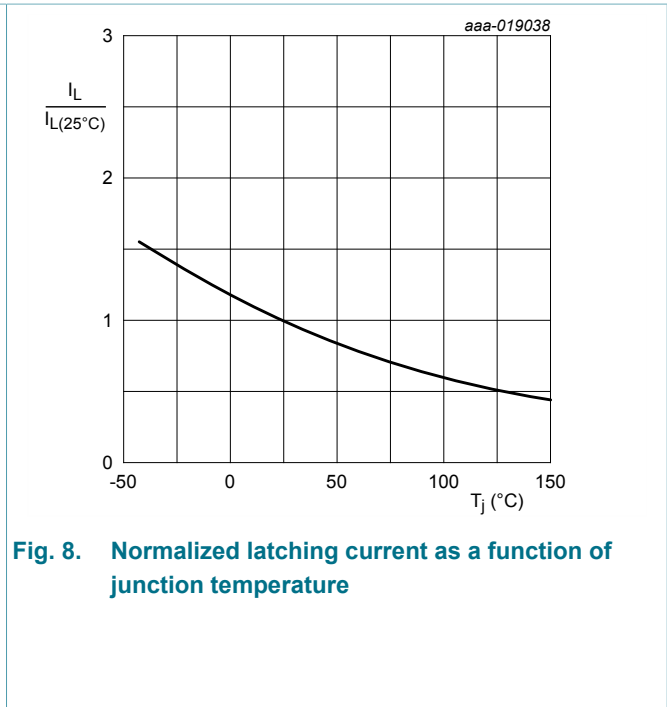 aaa-019038
3
I_L
I_L(25°C)
2
1
0
-50 0 50 100 150
T_j (°C)
Fig. 8. Normalized latching current as a function of
junction temperature